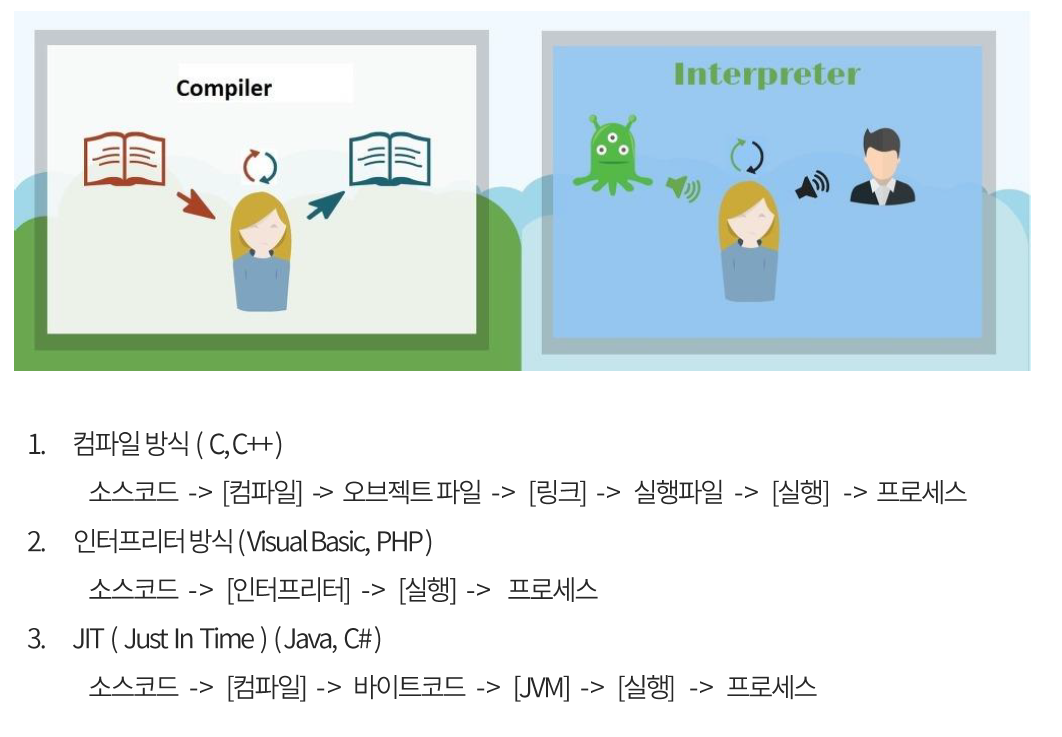 Compiler
Interpreter
1. 컴파일 방식 ( C, C++ )
소스코드 -> [컴파일] -> 오브젝트 파일 -> [링크] -> 실행파일 -> [실행] -> 프로세스
2. 인터프리터 방식 (Visual Basic, PHP)
소스코드 -> [인터프리터] -> [실행] -> 프로세스
3. JIT ( Just In Time ) (Java, C#)
소스코드 -> [컴파일] -> 바이트코드 -> [JVM] -> [실행] -> 프로세스